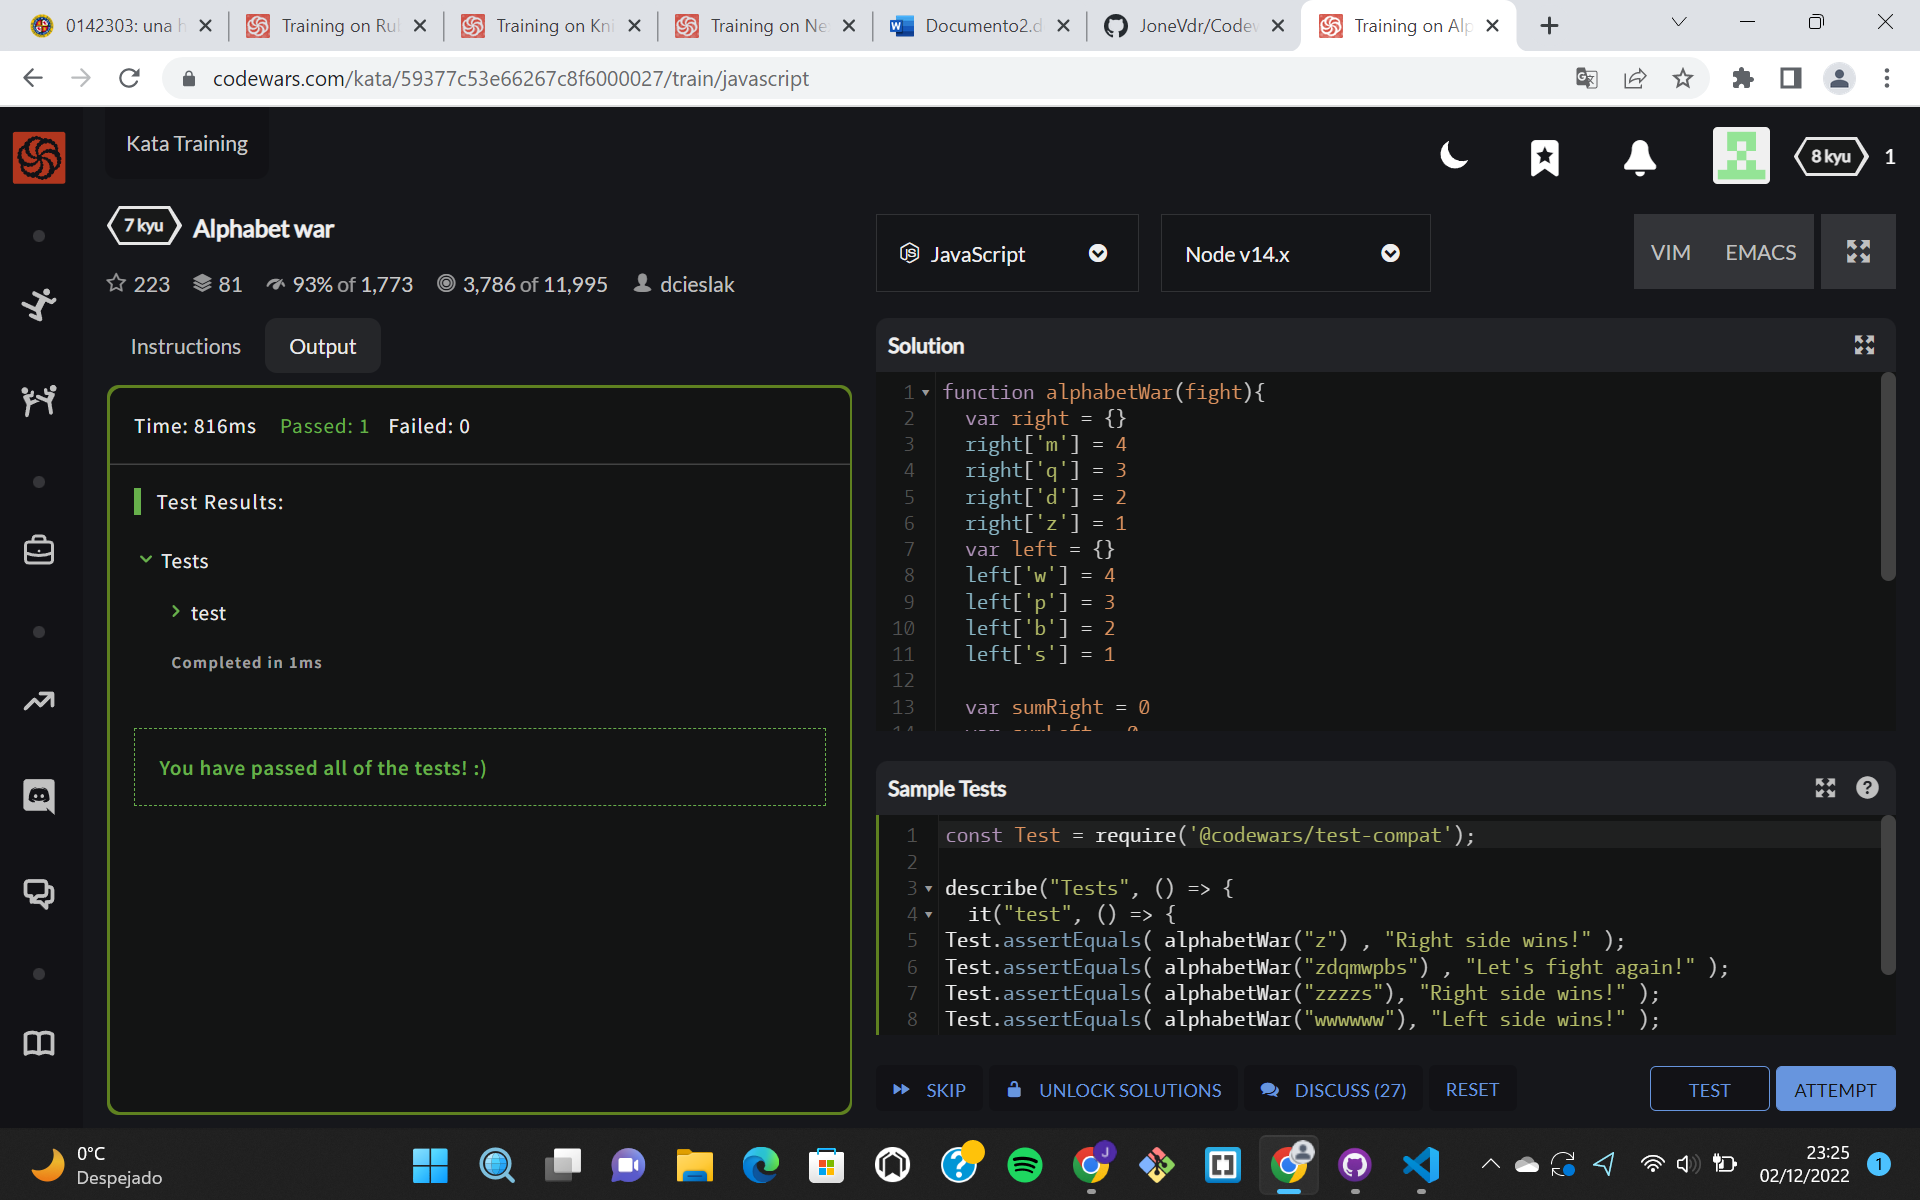 0142303: una h
Training on Ru
Training on Kni
Training on Ne
Documento2.d
JoneVdr/Codew
Training on Alp
codewars.com/kata/59377c53e66267c8f6000027/train/javascript
Kata Training
8 kyu 1
7 kyu Alphabet war
223 81 93% of 1,773 3,786 of 11,995 dcieslak
JavaScript
Node v14.x
VIM EMACS
Instructions Output
Time: 816ms Passed: 1 Failed: 0
Test Results:
Tests
test
Completed in 1ms
You have passed all of the tests! :)
Solution
1 function alphabetWar(fight){
2 var right = {}
3 right['m'] = 4
4 right['q'] = 3
5 right['d'] = 2
6 right['z'] = 1
7 var left = {}
8 left['w'] = 4
9 left['p'] = 3
10 left['b'] = 2
11 left['s'] = 1
12
13 var sumRight = 0
14 var sumLeft = 0
Sample Tests
1 const Test = require('@codewars/test-compat');
2
3 describe("Tests", () => {
4 it("test", () => {
5 Test.assertEquals( alphabetWar("z") , "Right side wins!" );
6 Test.assertEquals( alphabetWar("zdqmwpbs") , "Let's fight again!" );
7 Test.assertEquals( alphabetWar("zzzzs"), "Right side wins!" );
8 Test.assertEquals( alphabetWar("wwwwww"), "Left side wins!" );
SKIP UNLOCK SOLUTIONS DISCUSS (27) RESET TEST ATTEMPT
0°C
Despejado
J
23:25
02/12/2022
1